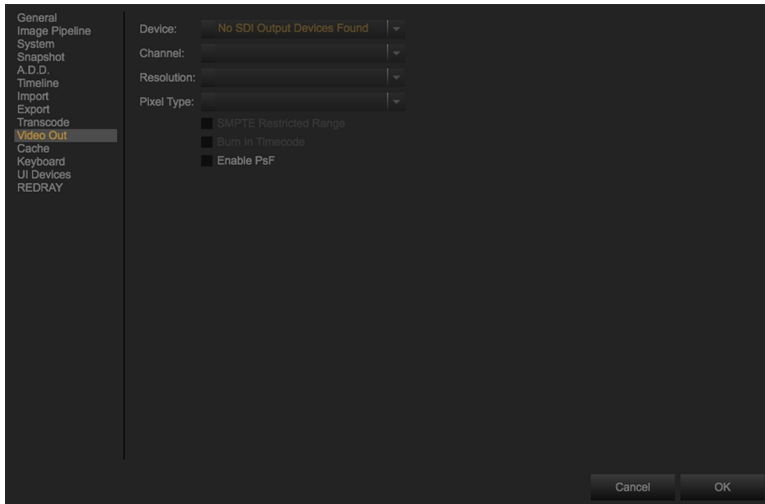 General
Image Pipeline
System
Snapshot
A.D.D.
Timeline
Import
Export
Transcode
Video Out
Cache
Keyboard
UI Devices
REDRAY
Device: No SDI Output Devices Found
Channel:
Resolution:
Pixel Type:
SMPTE Restricted Range
Burn In Timecode
Enable PsF
Cancel OK